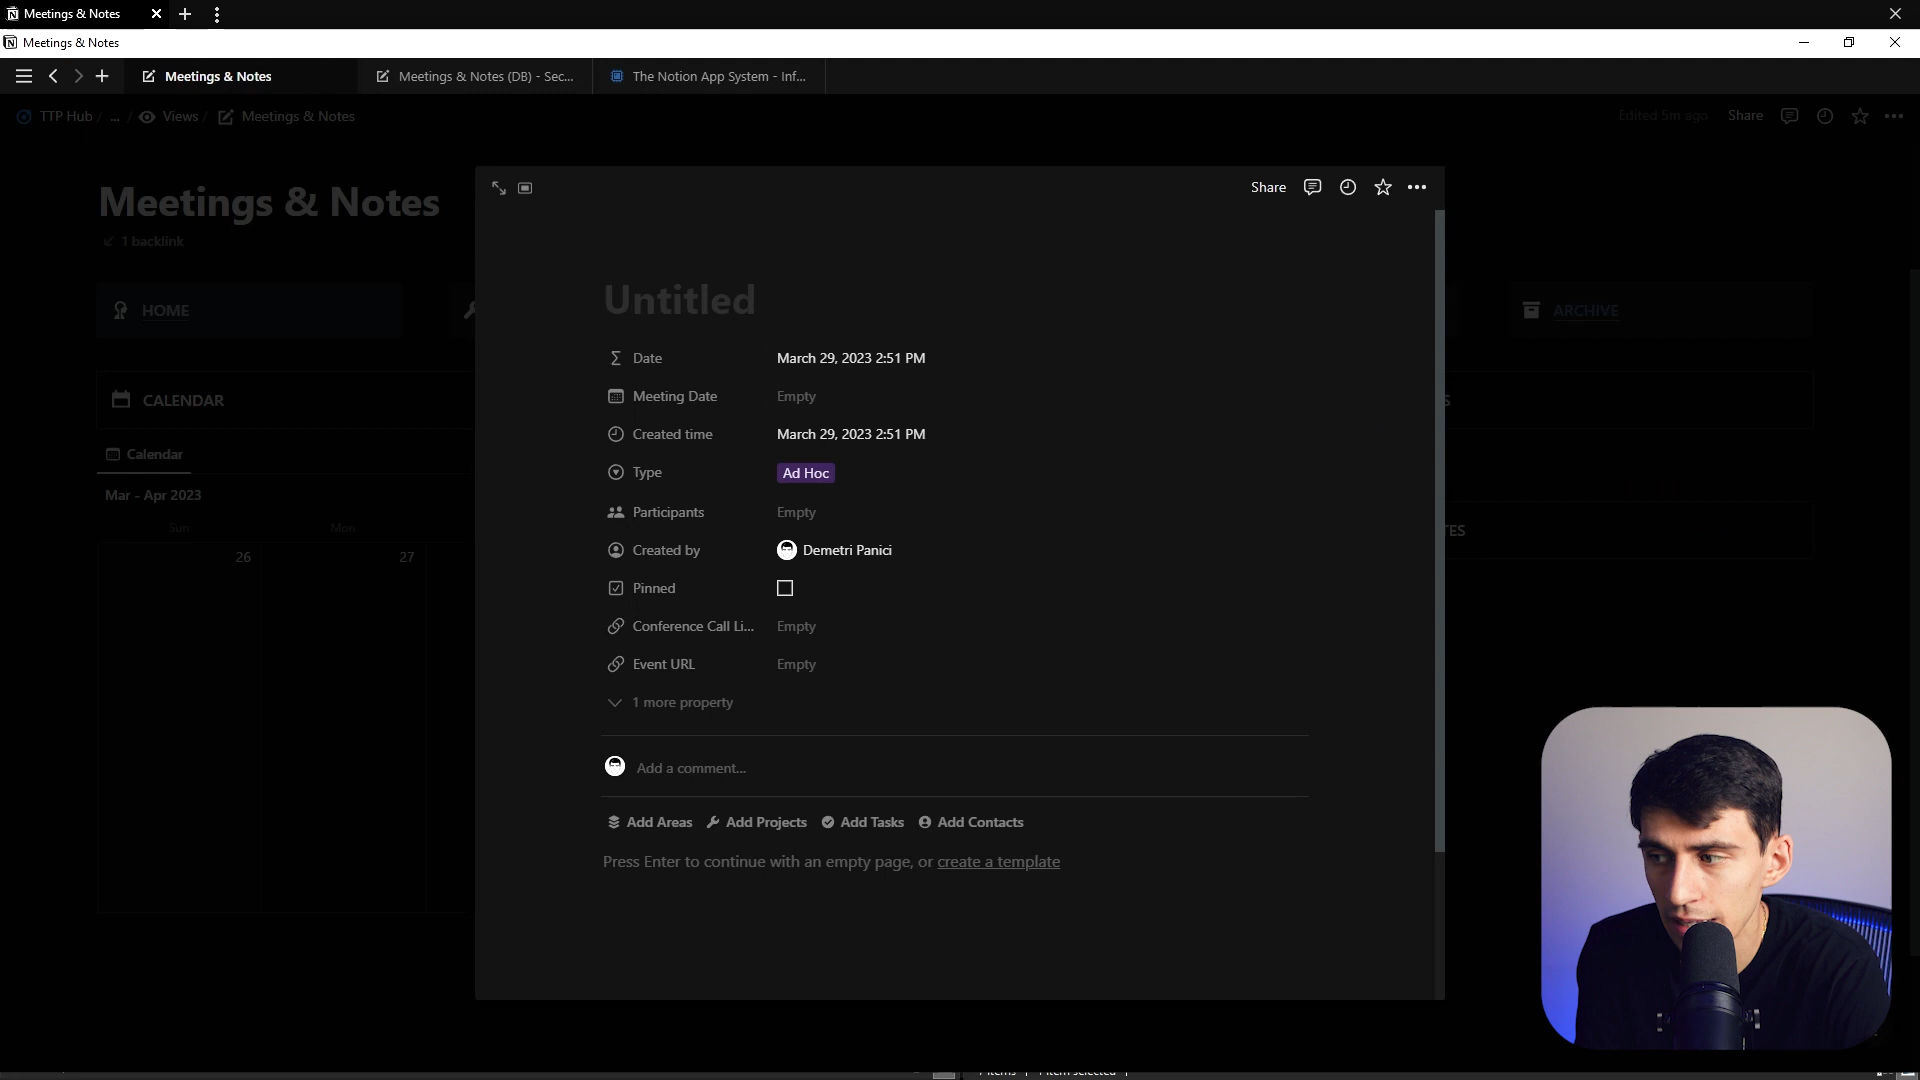 Meetings & Notes
Meetings & Notes
Meetings & Notes
Meetings & Notes (DB) - Sec...
The Notion App System - Inf...
TTP Hub / ... / Views / Meetings & Notes
Edited 5m ago
Share
Meetings & Notes
1 backlink
HOME
ARCHIVE
CALENDAR
Calendar
Mar - Apr 2023
Sun
Mon
26
27
Share
Untitled
Date March 29, 2023 2:51 PM
Meeting Date Empty
Created time March 29, 2023 2:51 PM
Type Ad Hoc
Participants Empty
Created by Demetri Panici
Pinned
Conference Call Li... Empty
Event URL Empty
1 more property
Add a comment...
Add Areas Add Projects Add Tasks Add Contacts
Press Enter to continue with an empty page, or create a template